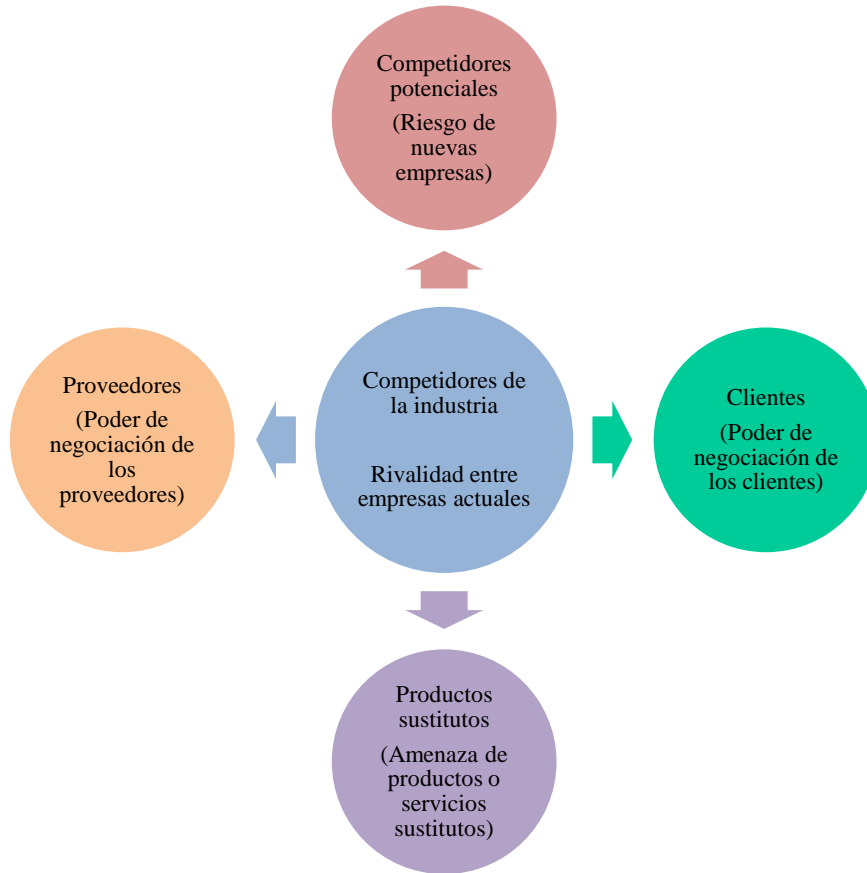 Competidores
potenciales
(Riesgo de
nuevas
empresas)
Proveedores
(Poder de
negociación de
los
proveedores)
Competidores de
la industria
Rivalidad entre
empresas actuales
Clientes
(Poder de
negociación de
los clientes)
Productos
sustitutos
(Amenaza de
productos o
servicios
sustitutos)